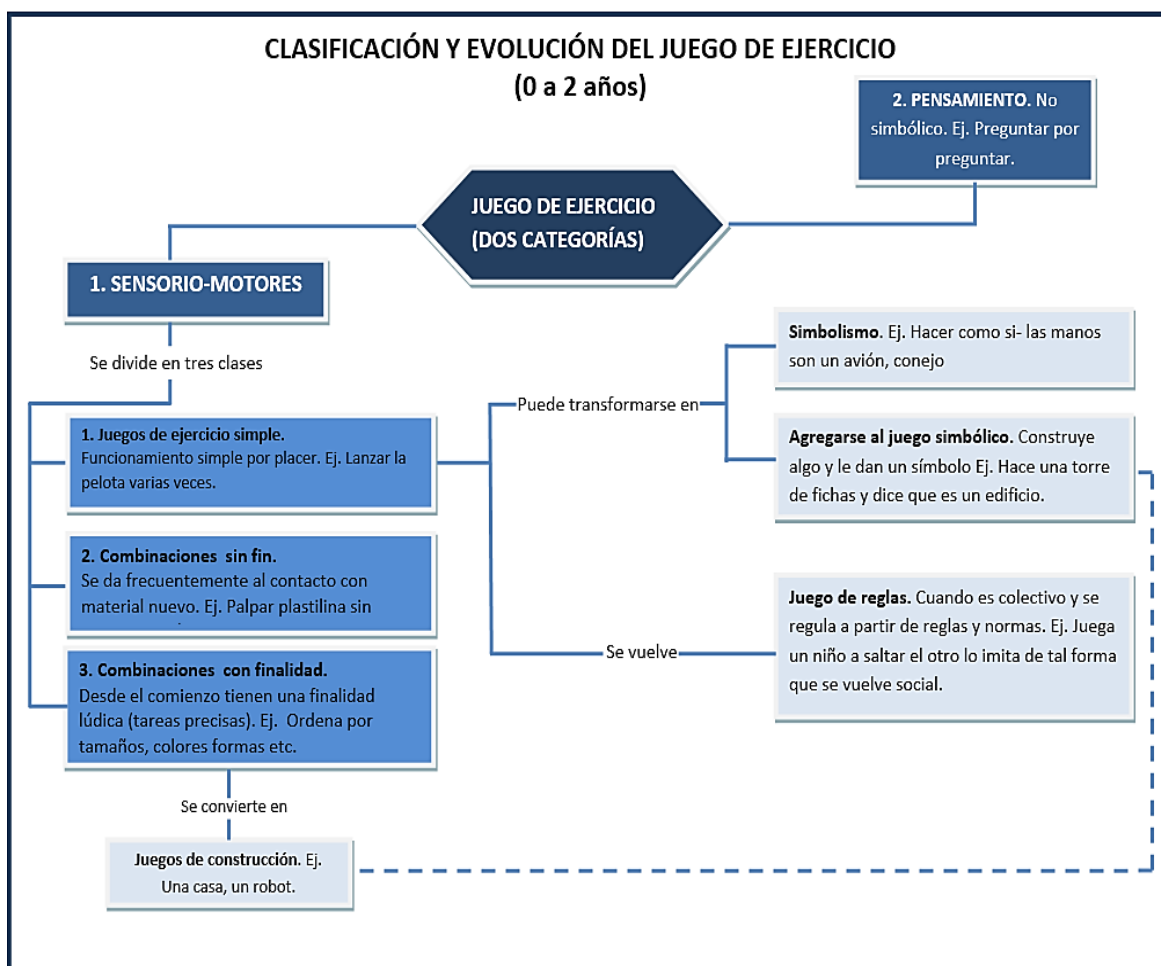 CLASIFICACIÓN Y EVOLUCIÓN DEL JUEGO DE EJERCICIO
(0 a 2 años)
2. PENSAMIENTO. No
simbólico. Ej. Preguntar por
preguntar.
JUEGO DE EJERCICIO
(DOS CATEGORÍAS)
1. SENSORIO-MOTORES
Se divide en tres clases
1. Juegos de ejercicio simple.
Funcionamiento simple por placer. Ej. Lanzar la
pelota varias veces.
2. Combinaciones sin fin.
Se da frecuentemente al contacto con
material nuevo. Ej. Palpar plastilina sin
3. Combinaciones con finalidad.
Desde el comienzo tienen una finalidad
lúdica (tareas precisas). Ej. Ordena por
tamaños, colores formas etc.
Se convierte en
Juegos de construcción. Ej.
Una casa, un robot.
Puede transformarse en
Simbolismo. Ej. Hacer como si- las manos
son un avión, conejo
Agregarse al juego simbólico. Construye
algo y le dan un símbolo Ej. Hace una torre
de fichas y dice que es un edificio.
Se vuelve
Juego de reglas. Cuando es colectivo y se
regula a partir de reglas y normas. Ej. Juega
un niño a saltar el otro lo imita de tal forma
que se vuelve social.